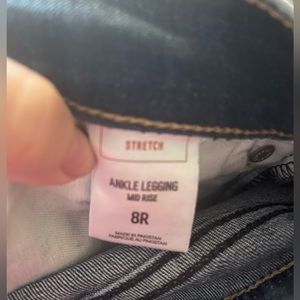 STRETCH
ANKLE LEGGING
MID RISE
8R
MADE IN PAKISTAN
FABRIQUÉ AU PAKISTAN